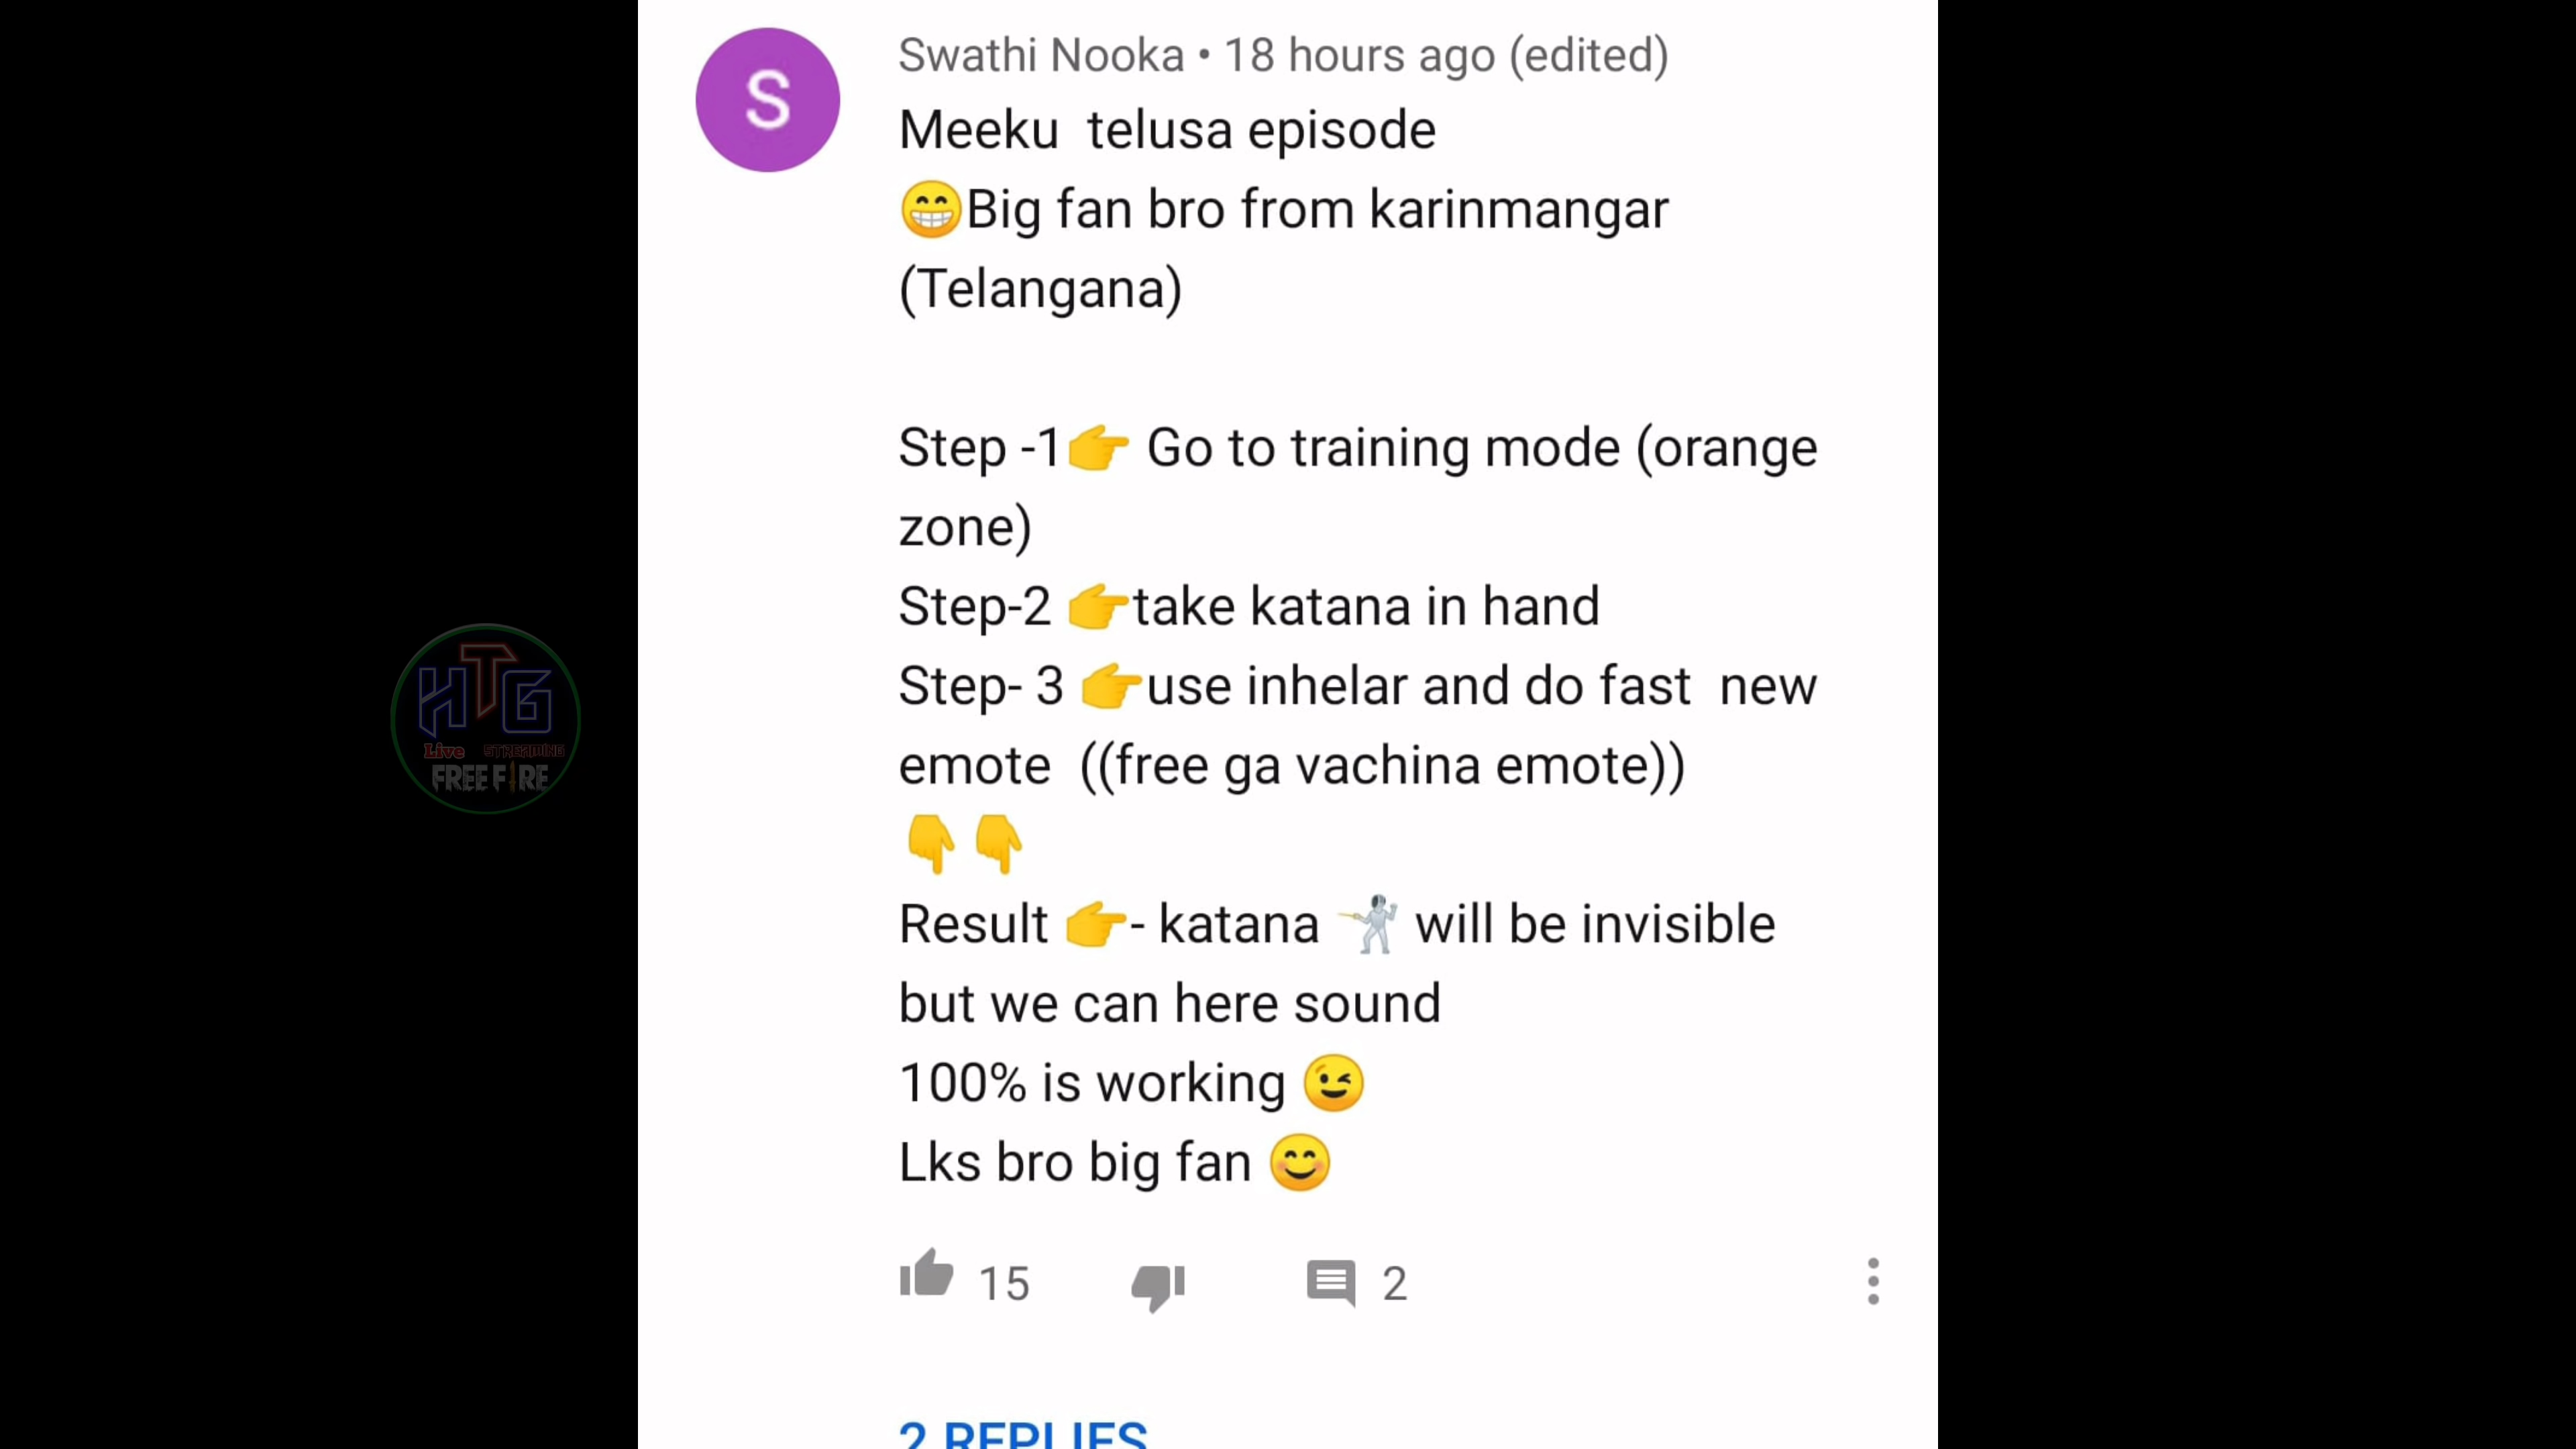 Swathi Nooka • 18 hours ago (edited)
S
Meeku telusa episode
😁Big fan bro from karinmangar
(Telangana)
Step -1👉 Go to training mode (orange
zone)
Step-2 👉take katana in hand
Step- 3 👉use inhelar and do fast new
emote ((free ga vachina emote))
👇👇
Result 👉- katana 🤺 will be invisible
but we can here sound
100% is working 😉
Lks bro big fan 😊
15 2
2 REPLIES
HTG
Live STREAMING
FREE FIRE